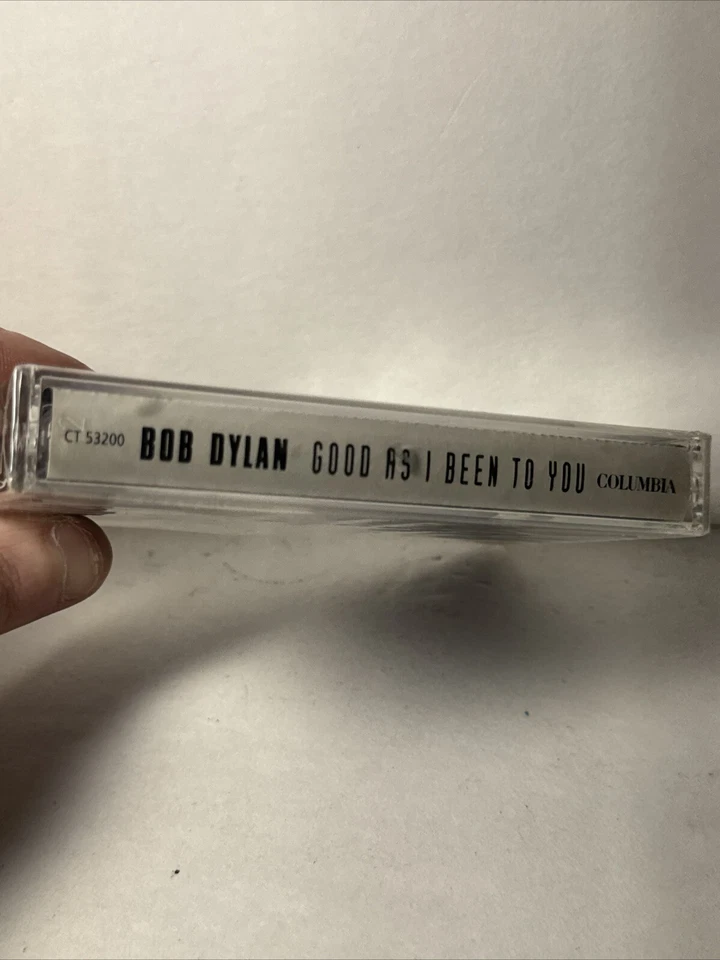 CT 53200 BOB DYLAN GOOD AS I BEEN TO YOU COLUMBIA